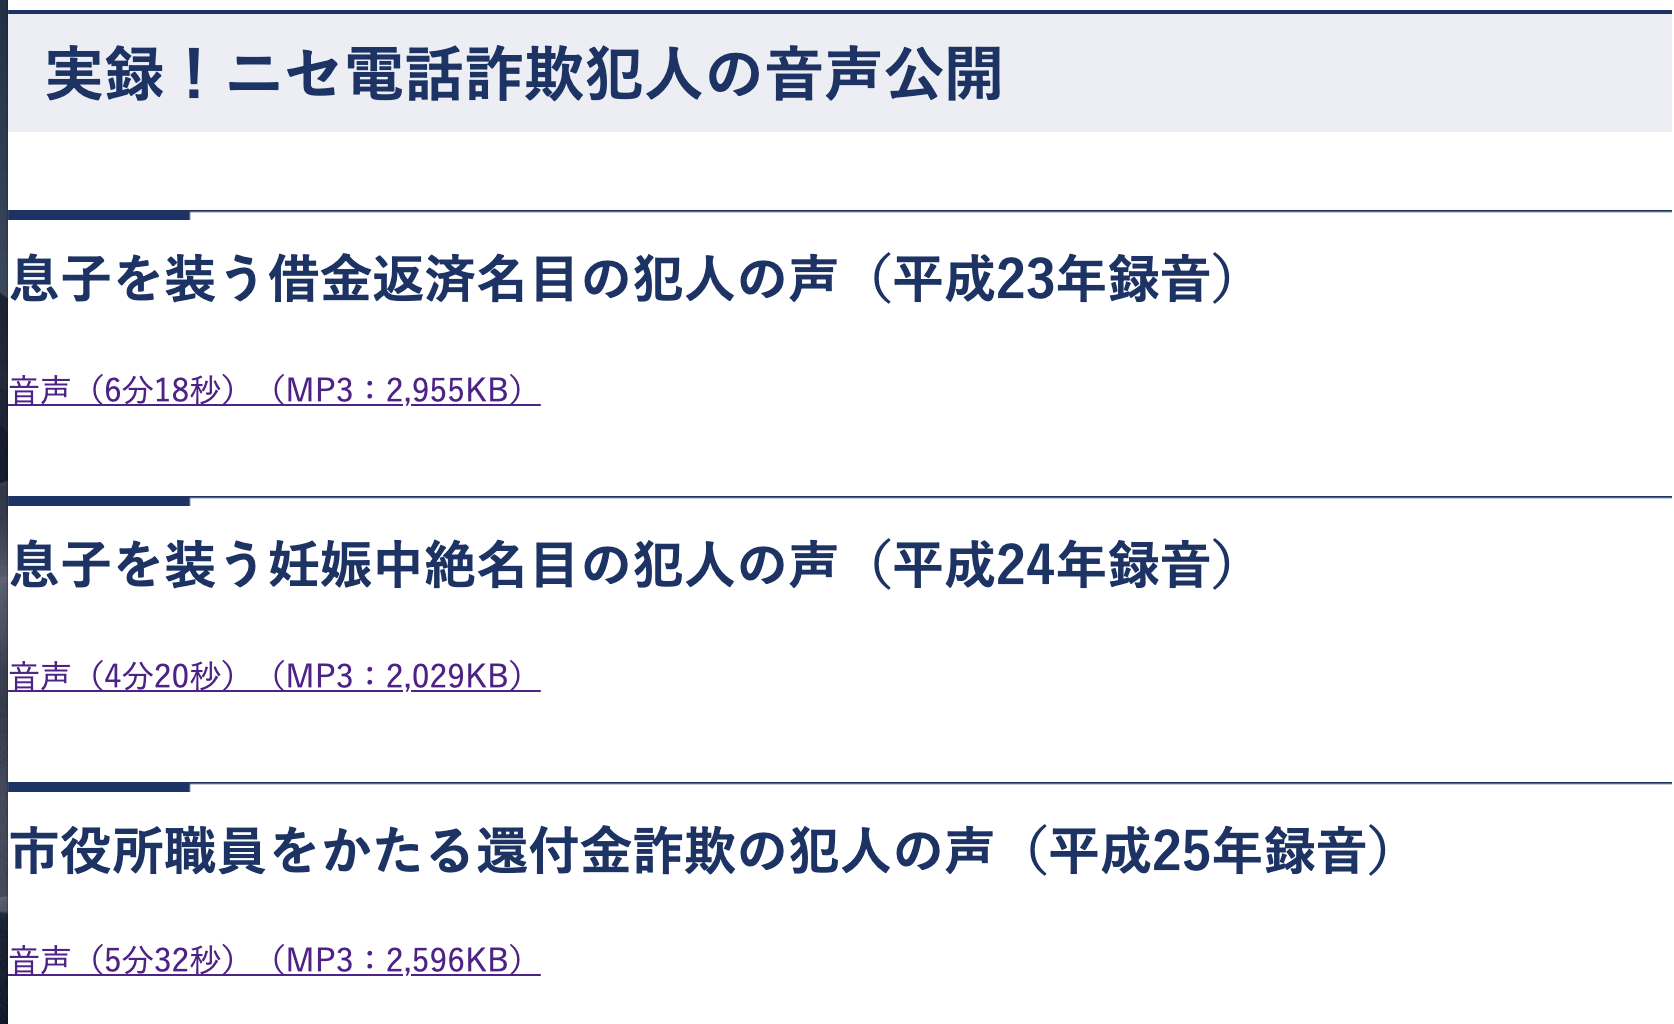 実録！ニセ電話詐欺犯人の音声公開
息子を装う借金返済名目の犯人の声（平成23年録音）
音声（6分18秒）（MP3：2,955KB）
息子を装う妊娠中絶名目の犯人の声（平成24年録音）
音声（4分20秒）（MP3：2,029KB）
市役所職員をかたる還付金詐欺の犯人の声（平成25年録音）
音声（5分32秒）（MP3：2,596KB）